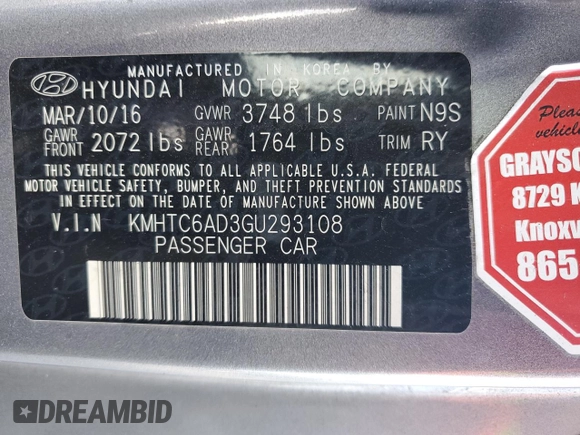 MANUFACTURED IN KOREA BY
HYUNDAI MOTOR COMPANY
MAR/10/16 GVWR 3748 lbs PAINT N9S
GAWR FRONT 2072 lbs GAWR REAR 1764 lbs TRIM RY
THIS VEHICLE CONFORMS TO ALL APPLICABLE U.S.A. FEDERAL
MOTOR VEHICLE SAFETY, BUMPER, AND THEFT PREVENTION STANDARDS
IN EFFECT ON THE DATE OF MANUFACTURE SHOWN ABOVE.
V.I.N KMHTC6AD3GU293108
PASSENGER CAR
Pleas
vehicle
GRAYSO
8729 K
Knoxv
865
DREAMBID